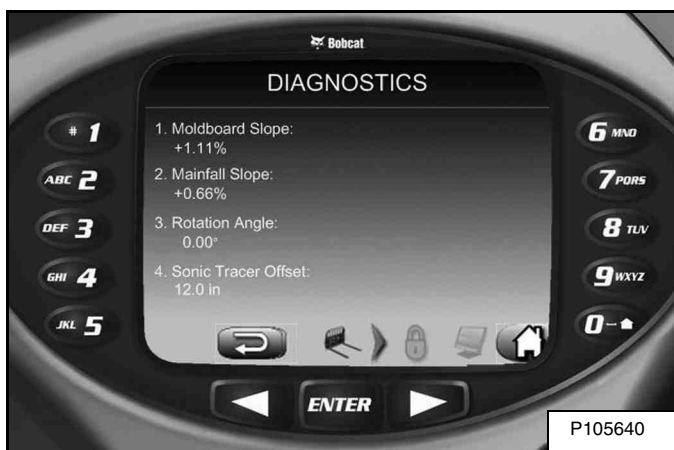 Bobcat
DIAGNOSTICS
1. Moldboard Slope:
+1.11%
2. Mainfall Slope:
+0.66%
3. Rotation Angle:
0.00°
4. Sonic Tracer Offset:
12.0 in
# 1
ABC 2
DEF 3
GHI 4
JKL 5
6 MNO
7 PQRS
8 TUV
9 WXYZ
0
ENTER
P105640